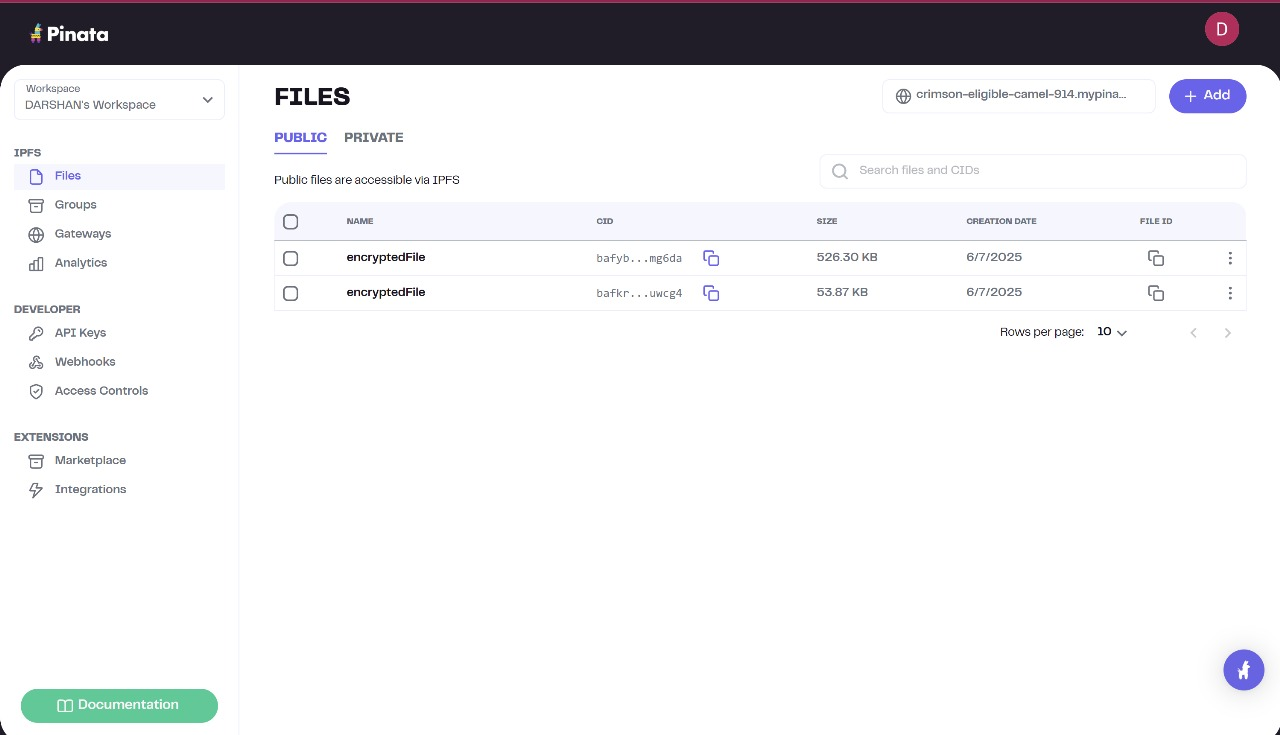 Pinata
D
Workspace
DARSHAN's Workspace
IPFS
Files
Groups
Gateways
Analytics
DEVELOPER
API Keys
Webhooks
Access Controls
EXTENSIONS
Marketplace
Integrations
Documentation
FILES
crimson-eligible-camel-914.mypina...
Add
PUBLIC PRIVATE
Public files are accessible via IPFS
Search files and CIDs
NAME CID SIZE CREATION DATE FILE ID
encryptedFile bafyb...mg6da 526.30 KB 6/7/2025
encryptedFile bafkr...uwcg4 53.87 KB 6/7/2025
Rows per page: 10